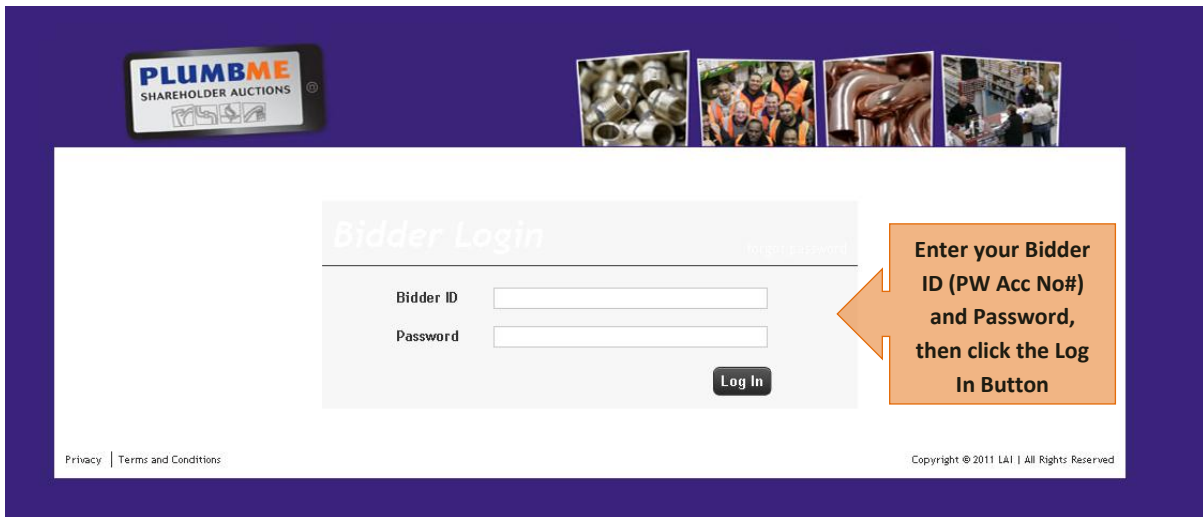 PLUMBME
SHAREHOLDER AUCTIONS
@
Bidder Login
forgot password
Bidder ID
Password
Log In
Enter your Bidder
ID (PW Acc No#)
and Password,
then click the Log
In Button
Privacy | Terms and Conditions
Copyright © 2011 LAI | All Rights Reserved